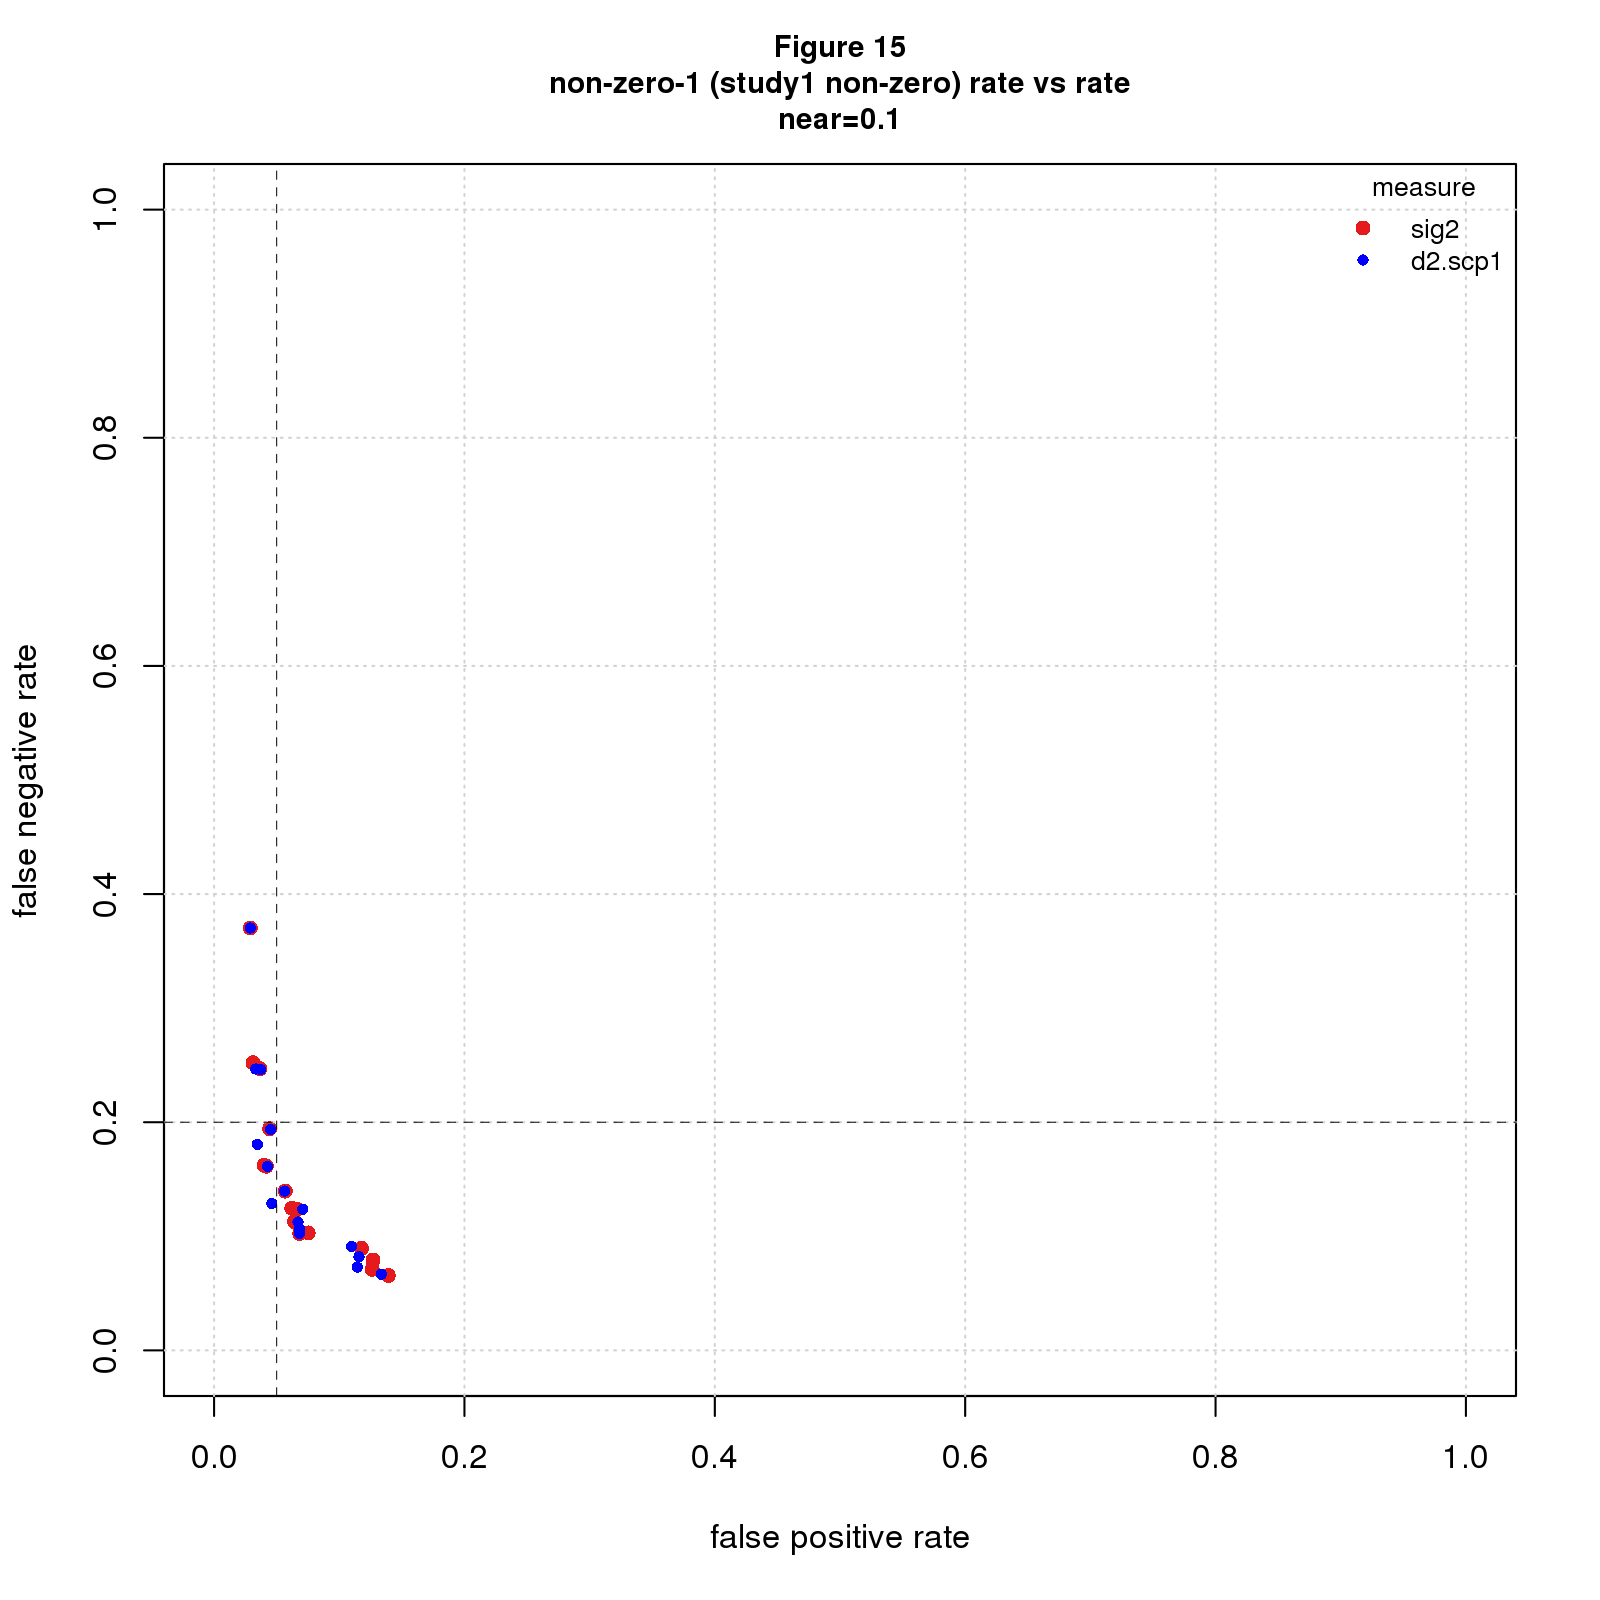 Figure 15
non-zero-1 (study1 non-zero) rate vs rate
near=0.1
measure
sig2
d2.scp1
1.0
0.8
0.6
0.4
0.2
0.0
false negative rate
0.0 0.2 0.4 0.6 0.8 1.0
false positive rate